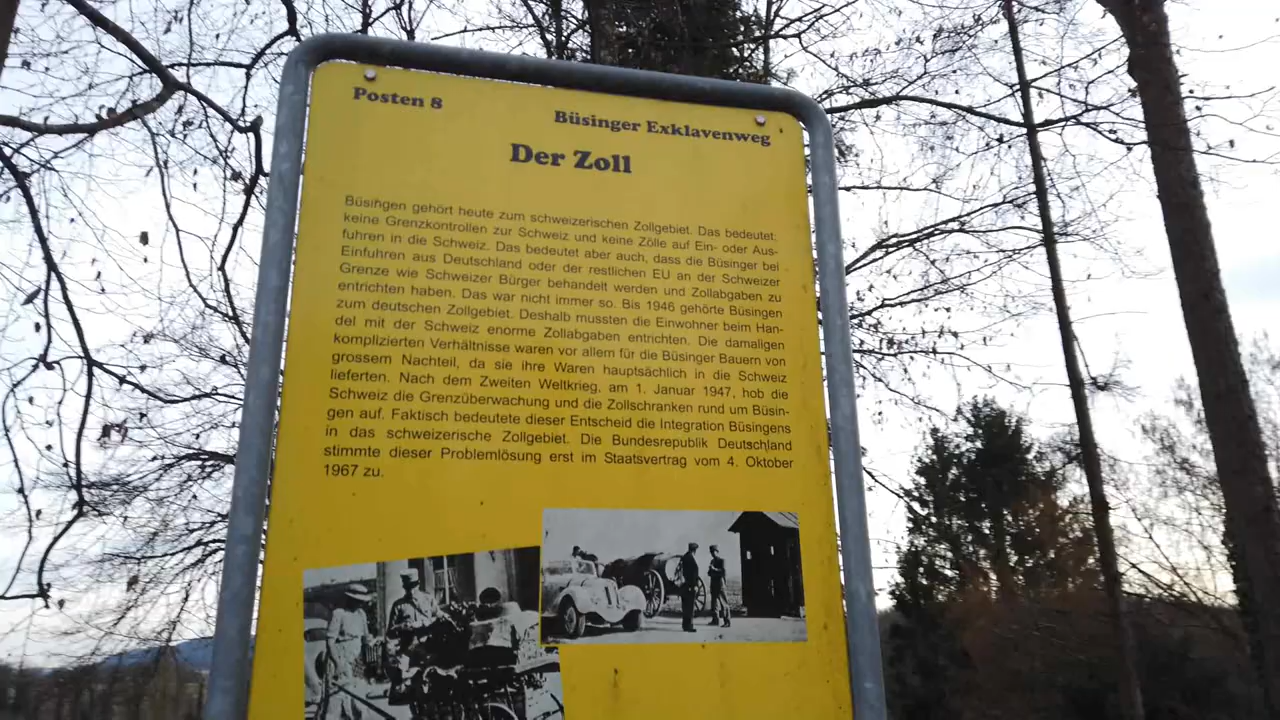 Posten 8
Büsinger Exklavenweg
Der Zoll
Büsingen gehört heute zum schweizerischen Zollgebiet. Das bedeutet:
keine Grenzkontrollen zur Schweiz und keine Zölle auf Ein- oder Aus-
fuhren in die Schweiz. Das bedeutet aber auch, dass die Büsinger bei
Einfuhren aus Deutschland oder der restlichen EU an der Schweizer
Grenze wie Schweizer Bürger behandelt werden und Zollabgaben zu
entrichten haben. Das war nicht immer so. Bis 1946 gehörte Büsingen
zum deutschen Zollgebiet. Deshalb mussten die Einwohner beim Han-
del mit der Schweiz enorme Zollabgaben entrichten. Die damaligen
komplizierten Verhältnisse waren vor allem für die Büsinger Bauern von
grossem Nachteil, da sie ihre Waren hauptsächlich in die Schweiz
lieferten. Nach dem Zweiten Weltkrieg, am 1. Januar 1947, hob die
Schweiz die Grenzüberwachung und die Zollschranken rund um Büsin-
gen auf. Faktisch bedeutete dieser Entscheid die Integration Büsingens
in das schweizerische Zollgebiet. Die Bundesrepublik Deutschland
stimmte dieser Problemlösung erst im Staatsvertrag vom 4. Oktober
1967 zu.